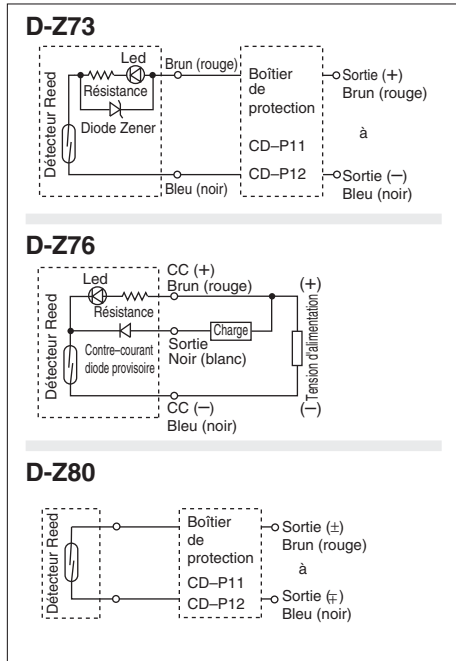 D-Z73
Led
Brun (rouge)
Résistance
Diode Zener
Détecteur Reed
Bleu (noir)
Boîtier
de
protection
CD–P11
CD–P12
Sortie (+)
Brun (rouge)
à
Sortie (−)
Bleu (noir)
D-Z76
Led
CC (+)
Brun (rouge)
Résistance
Détecteur Reed
Contre–courant
diode provisoire
Sortie
Noir (blanc)
Charge
(+)
Tension d'alimentation
(−)
CC (−)
Bleu (noir)
D-Z80
Détecteur Reed
Boîtier
de
protection
CD–P11
CD–P12
Sortie (±)
Brun (rouge)
à
Sortie (∓)
Bleu (noir)